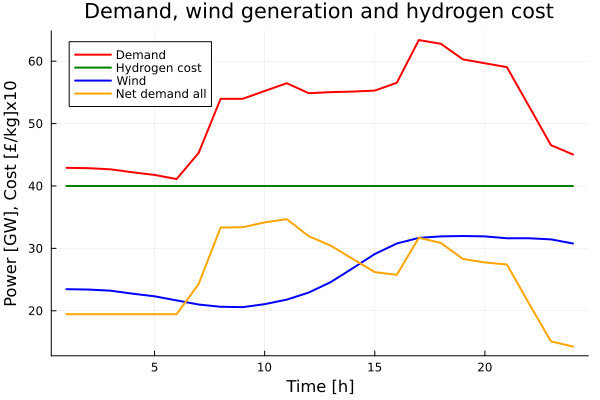 Demand, wind generation and hydrogen cost
Power [GW], Cost [£/kg]x10
60
50
40
30
20
Demand
Hydrogen cost
Wind
Net demand all
5
10
15
20
Time [h]